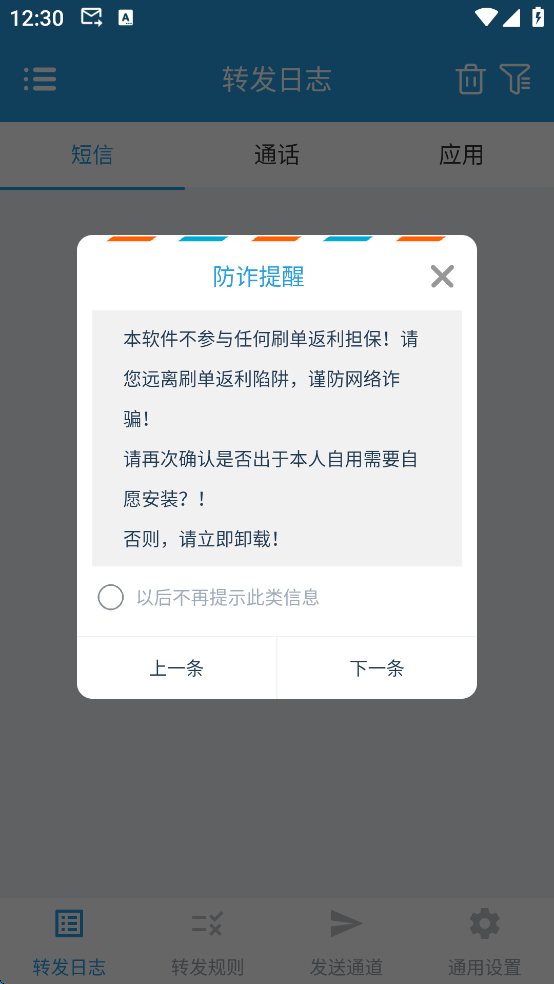 12:30
转发日志
短信
通话
应用
防诈提醒
本软件不参与任何刷单返利担保！请
您远离刷单返利陷阱，谨防网络诈
骗！
请再次确认是否出于本人自用需要自
愿安装？！
否则，请立即卸载！
以后不再提示此类信息
上一条
下一条
转发日志
转发规则
发送通道
通用设置